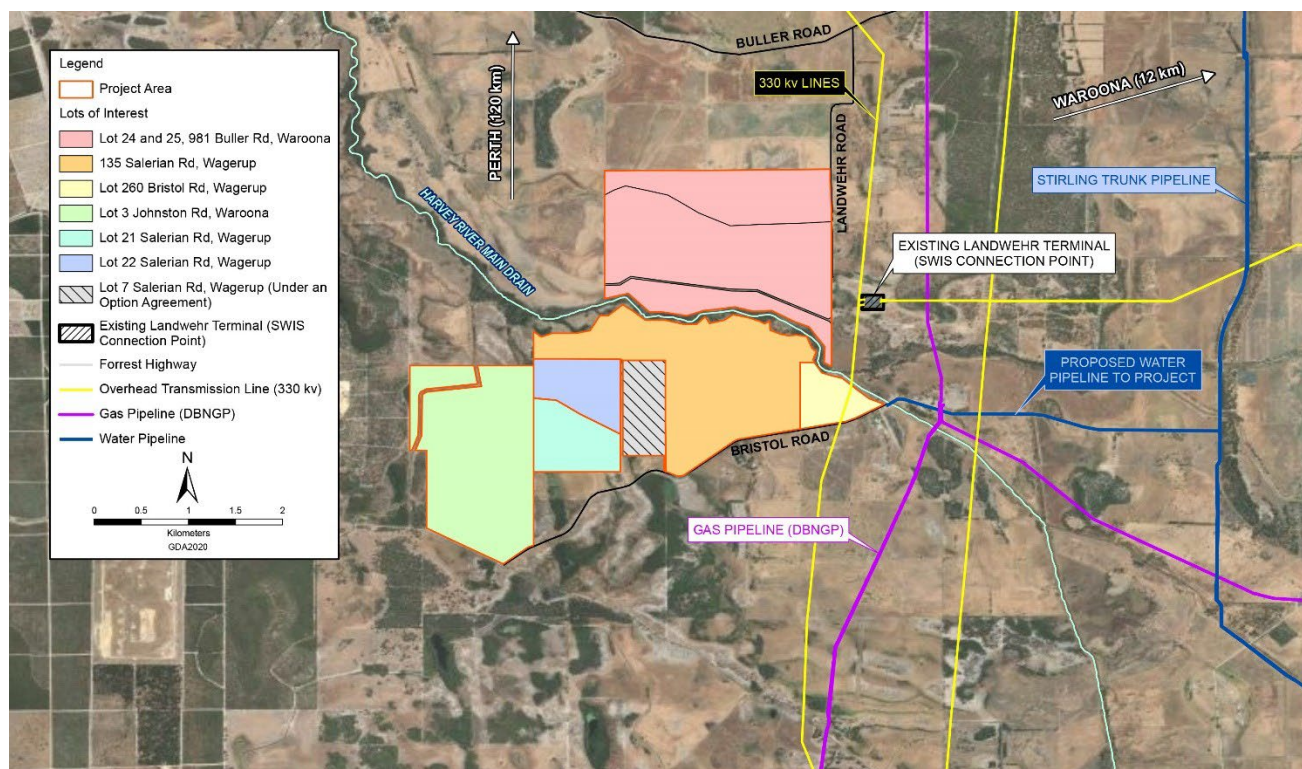 Legend
Project Area
Lots of Interest
Lot 24 and 25, 981 Buller Rd, Waroona
135 Salerian Rd, Wagerup
Lot 260 Bristol Rd, Wagerup
Lot 3 Johnston Rd, Waroona
Lot 21 Salerian Rd, Wagerup
Lot 22 Salerian Rd, Wagerup
Lot 7 Salerian Rd, Wagerup (Under an
Option Agreement)
Existing Landwehr Terminal (SWIS
Connection Point)
Forrest Highway
Overhead Transmission Line (330 kv)
Gas Pipeline (DBNGP)
Water Pipeline
N
0 0.5 1 1.5 2
Kilometers
GDA2020
PERTH (120 km)
BULLER ROAD
330 kv LINES
WAROONA (12 km)
LANDWEHR ROAD
STIRLING TRUNK PIPELINE
HARVEY RIVER MAIN DRAIN
EXISTING LANDWEHR TERMINAL
(SWIS CONNECTION POINT)
PROPOSED WATER
PIPELINE TO PROJECT
BRISTOL ROAD
GAS PIPELINE (DBNGP)